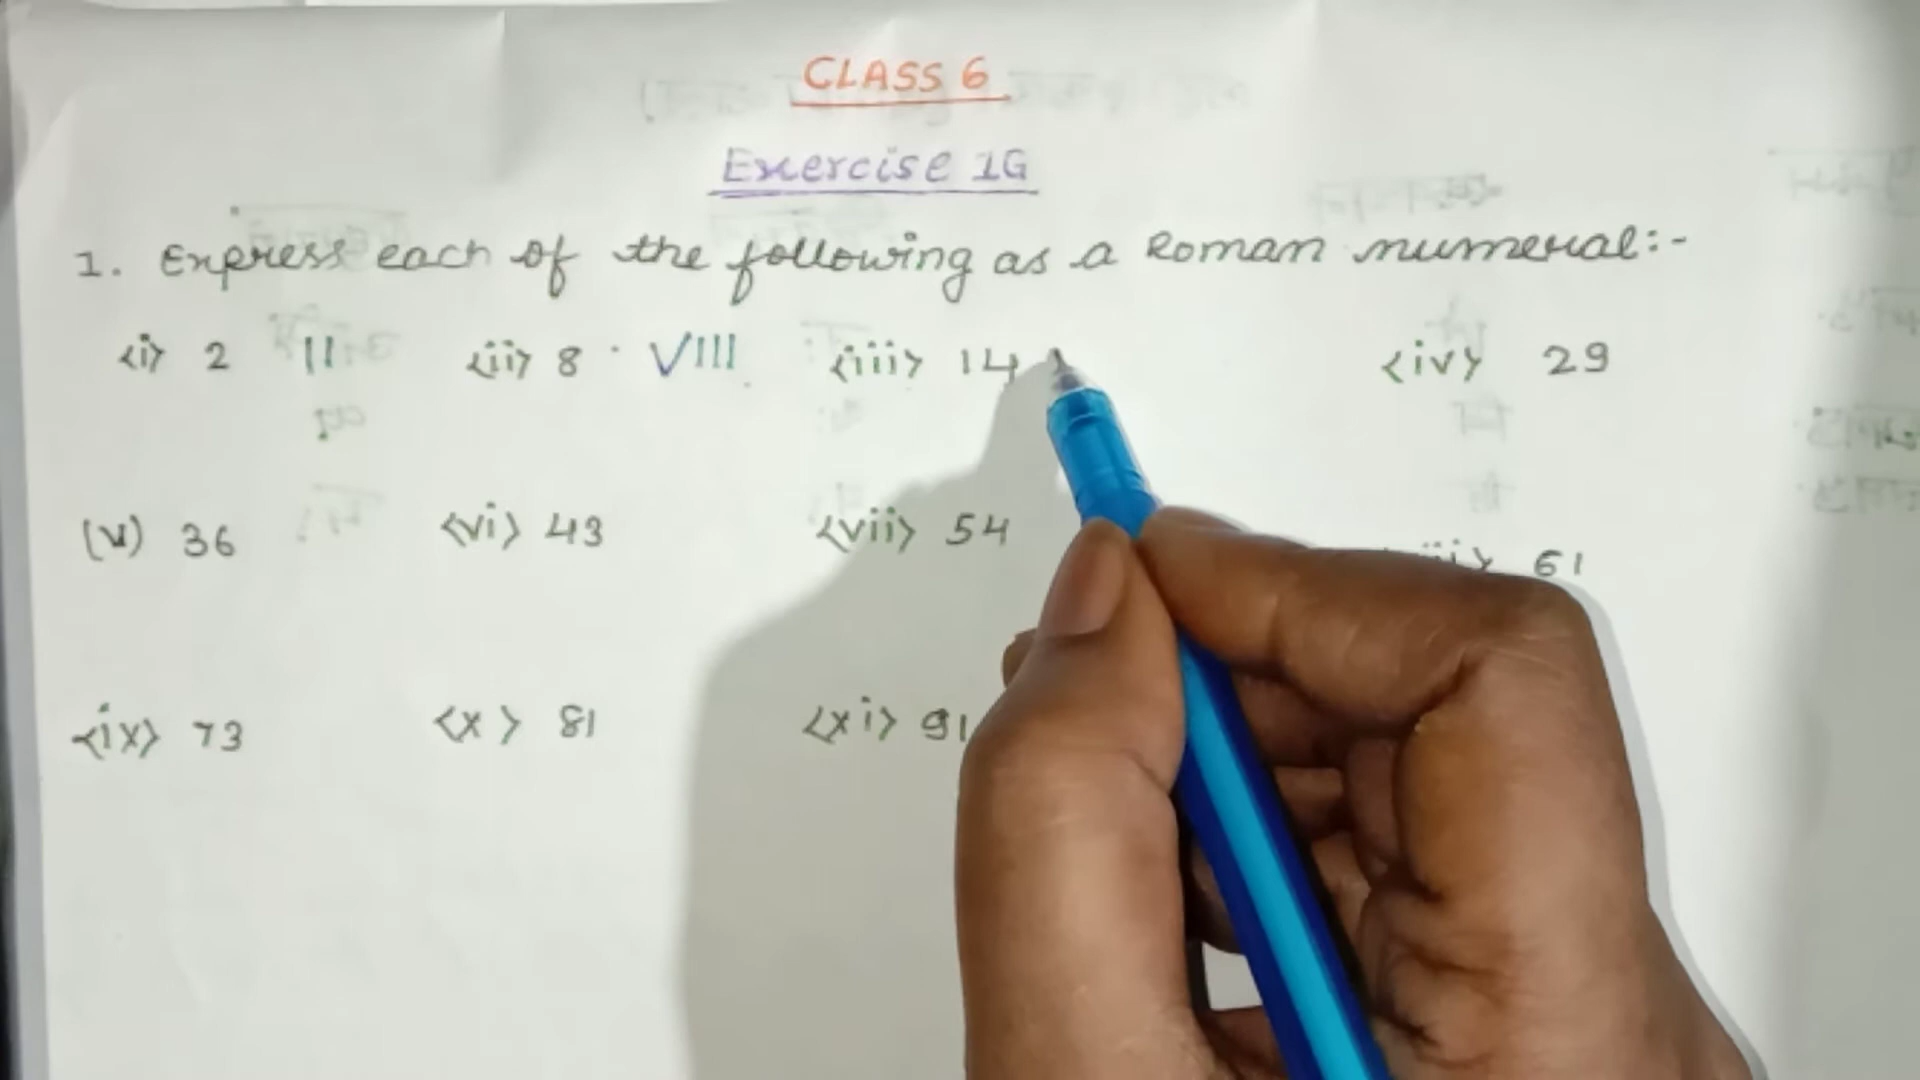 CLASS 6
Exercise 1G
1. Express each of the following as a Roman numeral:-
<i> 2 II <ii> 8 VIII <iii> 14 <iv> 29
(v) 36 <vi> 43 <vii> 54 61
<ix> 73 <x> 81 <xi> 91